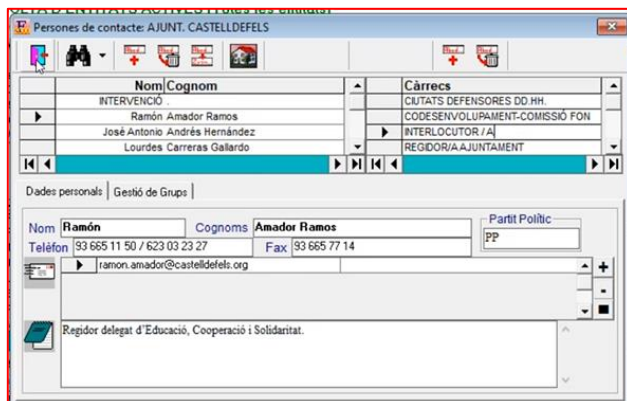 Persones de contacte: AJUNT. CASTELLDEFELS
Nom Cognom
INTERVENCIÓ .
Ramón Amador Ramos
José Antonio Andrés Hernández
Lourdes Carreras Gallardo
Càrrecs
CIUTATS DEFENSORES DD.HH.
CODESENVOLUPAMENT-COMISSIÓ FON
INTERLOCUTOR / A
REGIDOR/A AJUNTAMENT
Dades personals Gestió de Grups
Nom Ramón Cognoms Amador Ramos Partit Polític
PP
Telèfon 93 665 11 50 / 623 03 23 27 Fax 93 665 77 14
ramon.amador@castelldefels.org
Regidor delegat d'Educació, Cooperació i Solidaritat.